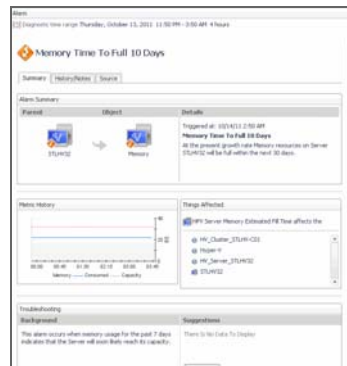 Alarm
Diagnostic time range Thursday, October 13, 2011 11:50 PM - 3:50 AM 4 hours
Memory Time To Full 10 Days
Summary History/Notes Source
Alarm Summary
Parent Object Details
STLHV32 Memory
Triggered at: 10/14/11 2:50 AM
Memory Time To Full 10 Days
At the present growth rate Memory resources on Server STLHV32 will be full within the next 30 days.
Metric History
Memory Consumed Capacity
Things Affected
HPV Server Memory Estimated Fill Time affects the
HV_Cluster_STLHV-CS1
Hyper-V
HV_Server_STLHV32
STLHV32
Troubleshooting
Background Suggestions
This alarm occurs when memory usage for the past 7 days indicates that the Server will soon likely reach its capacity.
There Is No Data To Display